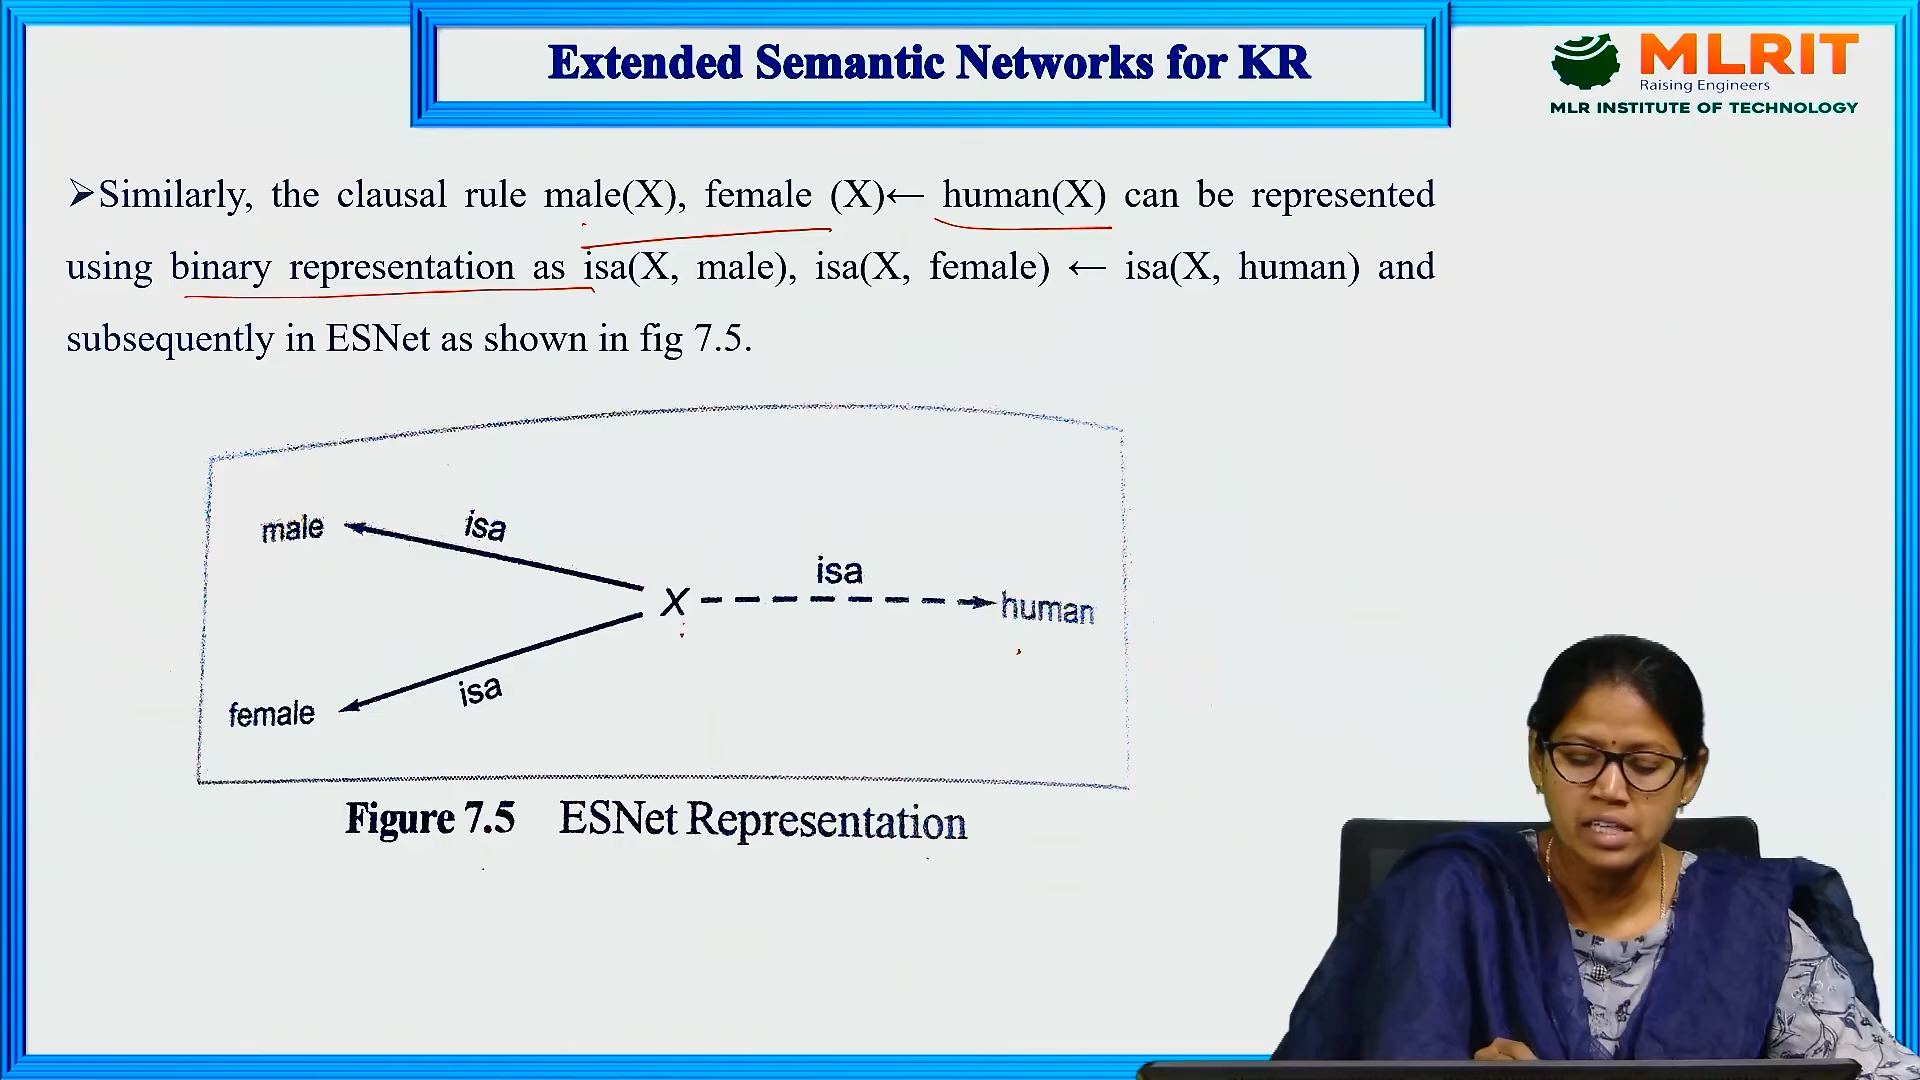 Extended Semantic Networks for KR
MLRIT
Raising Engineers
MLR INSTITUTE OF TECHNOLOGY
➢Similarly, the clausal rule male(X), female (X)← human(X) can be represented
using binary representation as isa(X, male), isa(X, female) ← isa(X, human) and
subsequently in ESNet as shown in fig 7.5.
male
isa
isa
X
human
female
isa
Figure 7.5 ESNet Representation